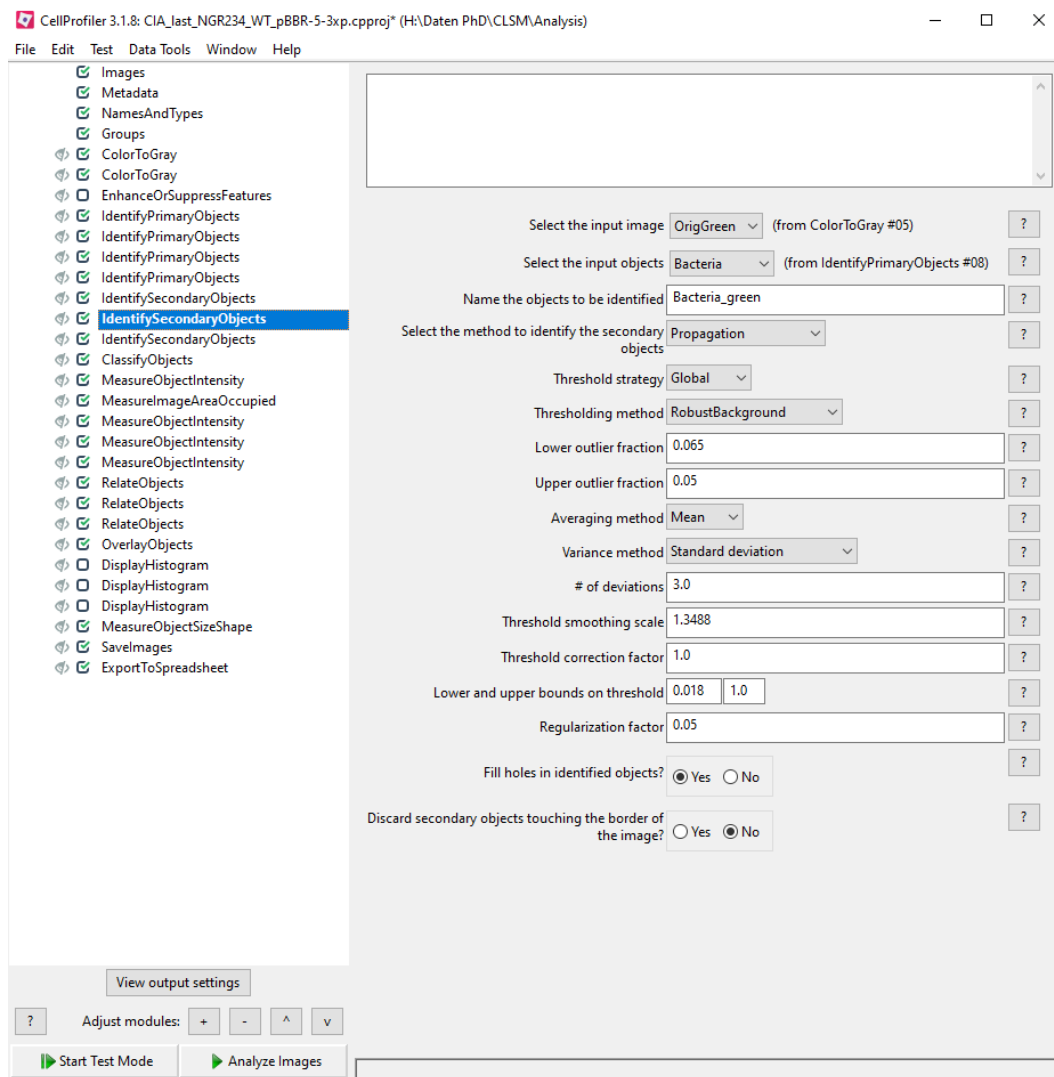 CellProfiler 3.1.8: CIA_last_NGR234_WT_pBBR-5-3xp.cpproj* (H:\Daten PhD\CLSM\Analysis)
File Edit Test Data Tools Window Help
Images
Metadata
NamesAndTypes
Groups
ColorToGray
ColorToGray
EnhanceOrSuppressFeatures
IdentifyPrimaryObjects
IdentifyPrimaryObjects
IdentifyPrimaryObjects
IdentifyPrimaryObjects
IdentifySecondaryObjects
IdentifySecondaryObjects
IdentifySecondaryObjects
ClassifyObjects
MeasureObjectIntensity
MeasureImageAreaOccupied
MeasureObjectIntensity
MeasureObjectIntensity
MeasureObjectIntensity
RelateObjects
RelateObjects
RelateObjects
OverlayObjects
DisplayHistogram
DisplayHistogram
DisplayHistogram
MeasureObjectSizeShape
SaveImages
ExportToSpreadsheet
View output settings
? Adjust modules: + - ^ v
Start Test Mode Analyze Images
Select the input image OrigGreen (from ColorToGray #05) ?
Select the input objects Bacteria (from IdentifyPrimaryObjects #08) ?
Name the objects to be identified Bacteria_green ?
Select the method to identify the secondary
objects Propagation ?
Threshold strategy Global ?
Thresholding method RobustBackground ?
Lower outlier fraction 0.065 ?
Upper outlier fraction 0.05 ?
Averaging method Mean ?
Variance method Standard deviation ?
# of deviations 3.0 ?
Threshold smoothing scale 1.3488 ?
Threshold correction factor 1.0 ?
Lower and upper bounds on threshold 0.018 1.0 ?
Regularization factor 0.05 ?
Fill holes in identified objects? Yes No ?
Discard secondary objects touching the border of
the image? Yes No ?